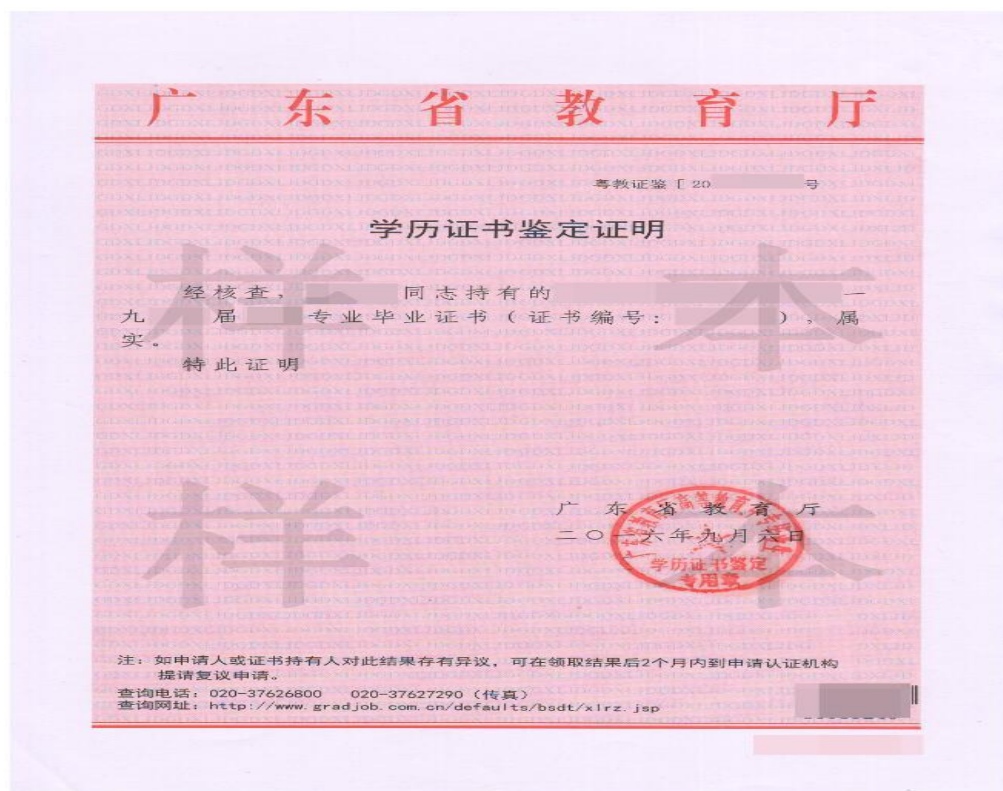 广东省教育厅
粤教证鉴〔20 号
学历证书鉴定证明
样本
经核查, 同志持有的 一
九 届 专业毕业证书(证书编号: ),属
实。
特此证明
样本
广东省教育厅
二〇一六年九月六日
学历证书鉴定
专用章
注:如申请人或证书持有人对此结果存有异议,可在领取结果后2个月内到申请认证机构
提请复议申请。
查询电话:020-37626800 020-37627290(传真)
查询网址:http://www.gradjob.com.cn/defaults/bsdt/xlrz.jsp